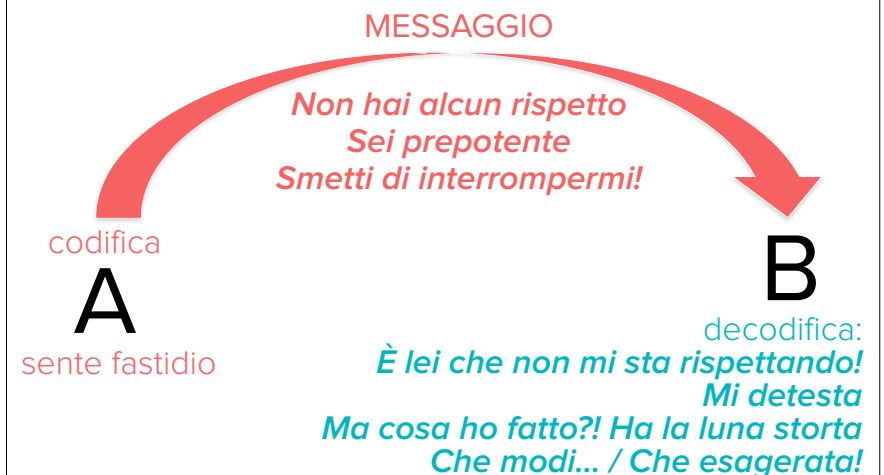 MESSAGGIO
Non hai alcun rispetto
Sei prepotente
Smetti di interrompermi!
codifica
A
sente fastidio
B
decodifica:
È lei che non mi sta rispettando!
Mi detesta
Ma cosa ho fatto?! Ha la luna storta
Che modi... / Che esagerata!